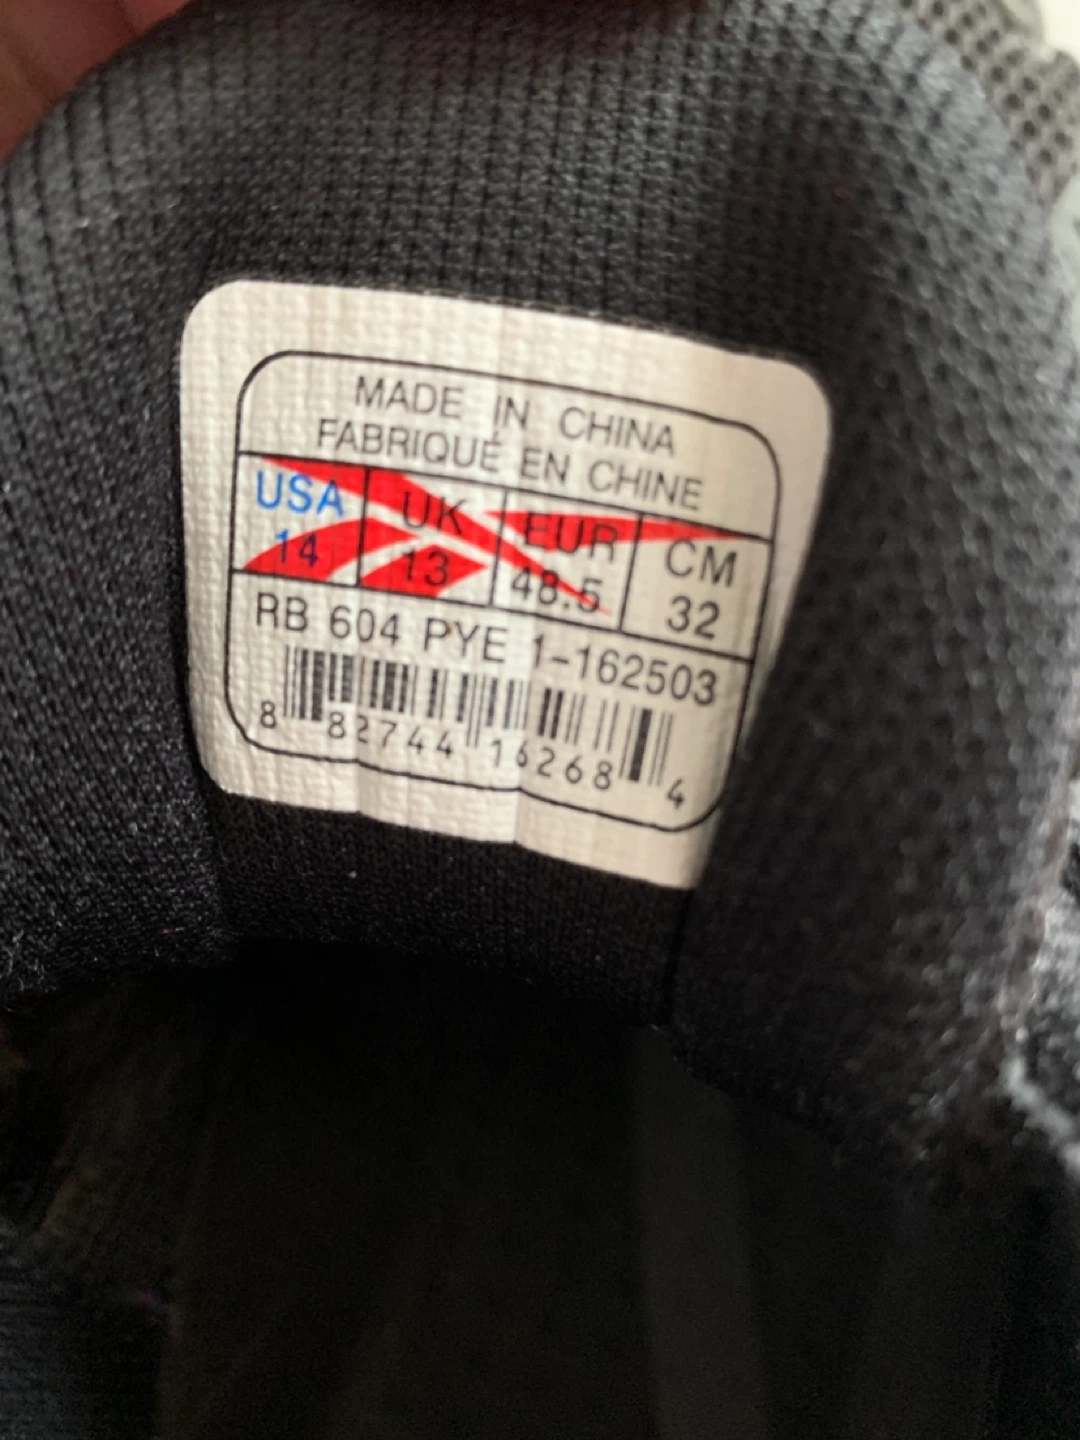 MADE IN CHINA
FABRIQUÉ EN CHINE
USA UK EUR CM
14 13 48.5 32
RB 604 PYE 1-162503
8 82744 16268 4